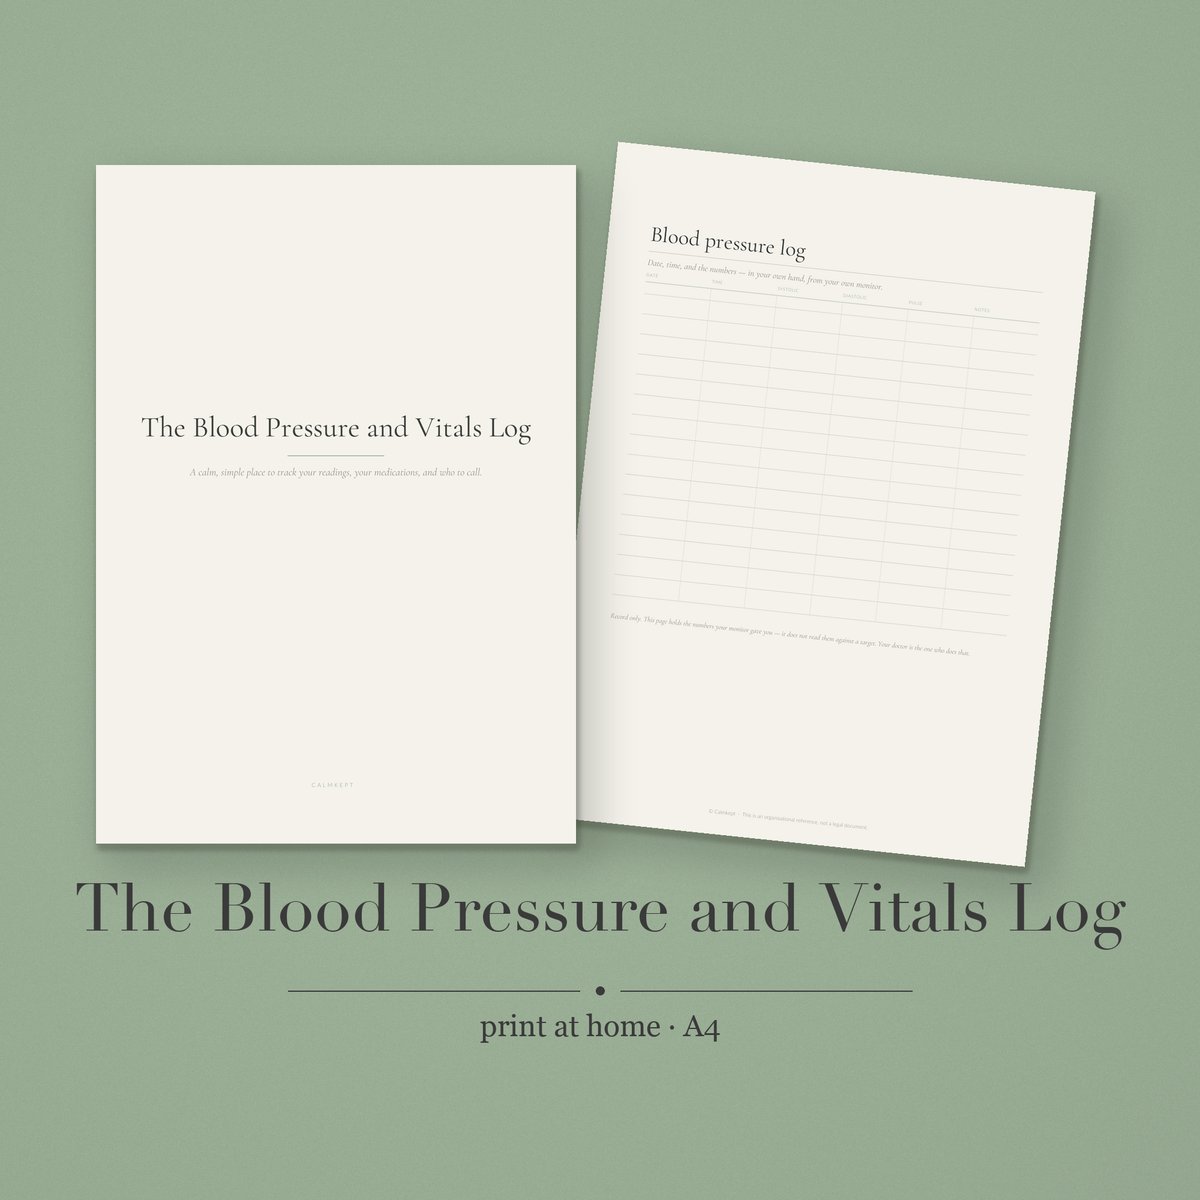 The Blood Pressure and Vitals Log
A calm, simple place to track your readings, your medications, and who to call.
CALMKEPT
Blood pressure log
Date, time, and the numbers — in your own hand, from your own monitor.
DATE TIME SYSTOLIC DIASTOLIC PULSE NOTES
Record only. This page holds the numbers your monitor gave you — it does not read them against a target. Your doctor is the one who does that.
© Calmkept · This is an organisational reference, not a legal document.
The Blood Pressure and Vitals Log
print at home · A4